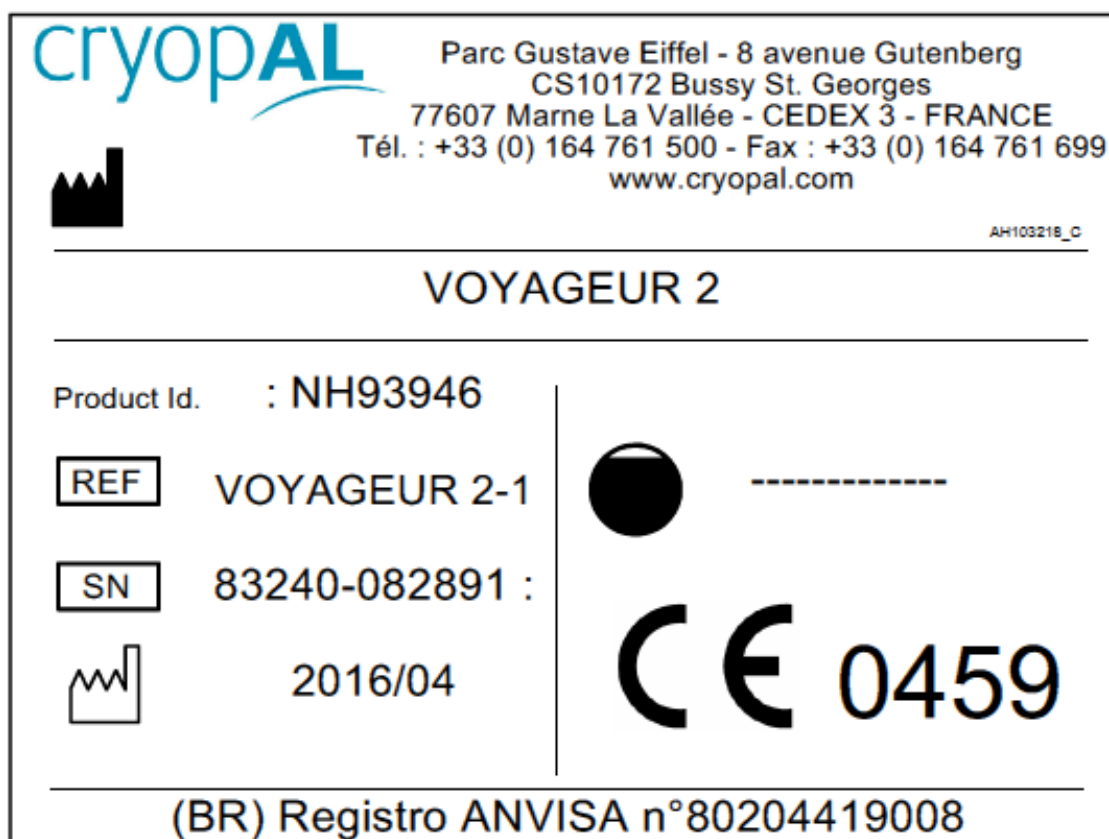 cryopAL
Parc Gustave Eiffel - 8 avenue Gutenberg
CS10172 Bussy St. Georges
77607 Marne La Vallée - CEDEX 3 - FRANCE
Tél. : +33 (0) 164 761 500 - Fax : +33 (0) 164 761 699
www.cryopal.com
AH103218_C
VOYAGEUR 2
Product Id. : NH93946
REF VOYAGEUR 2-1
-------------
SN 83240-082891 :
2016/04
CE 0459
(BR) Registro ANVISA n°80204419008